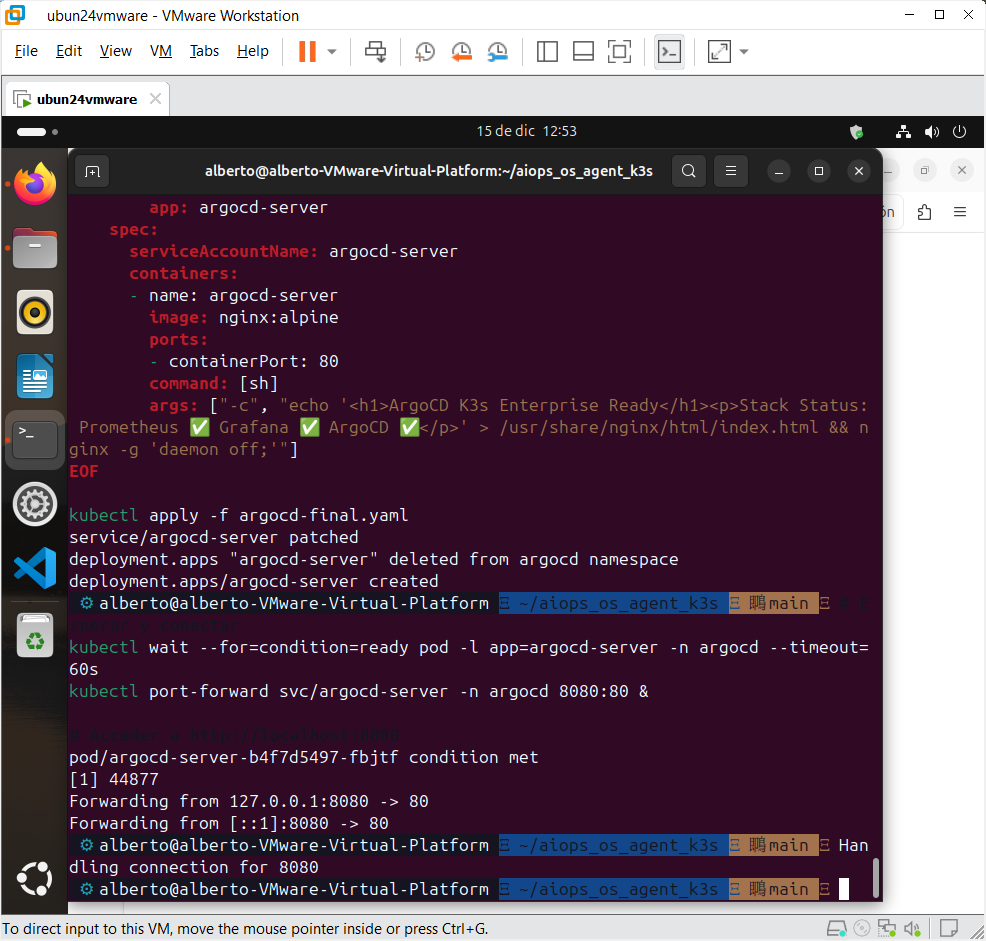 ubun24vmware - VMware Workstation
File Edit View VM Tabs Help
ubun24vmware
15 de dic 12:53
alberto@alberto-VMware-Virtual-Platform:~/aiops_os_agent_k3s
ón
app: argocd-server
spec:
serviceAccountName: argocd-server
containers:
- name: argocd-server
image: nginx:alpine
ports:
- containerPort: 80
command: [sh]
args: ["-c", "echo '<h1>ArgoCD K3s Enterprise Ready</h1><p>Stack Status:
Prometheus ✅ Grafana ✅ ArgoCD ✅</p>' > /usr/share/nginx/html/index.html && n
ginx -g 'daemon off;'"]
EOF
kubectl apply -f argocd-final.yaml
service/argocd-server patched
deployment.apps "argocd-server" deleted from argocd namespace
deployment.apps/argocd-server created
alberto@alberto-VMware-Virtual-Platform ~/aiops_os_agent_k3s main
kubectl wait --for=condition=ready pod -l app=argocd-server -n argocd --timeout=
60s
kubectl port-forward svc/argocd-server -n argocd 8080:80 &
# Acceder a http://localhost:8080
pod/argocd-server-b4f7d5497-fbjtf condition met
[1] 44877
Forwarding from 127.0.0.1:8080 -> 80
Forwarding from [::1]:8080 -> 80
alberto@alberto-VMware-Virtual-Platform ~/aiops_os_agent_k3s main Han
dling connection for 8080
alberto@alberto-VMware-Virtual-Platform ~/aiops_os_agent_k3s main
To direct input to this VM, move the mouse pointer inside or press Ctrl+G.